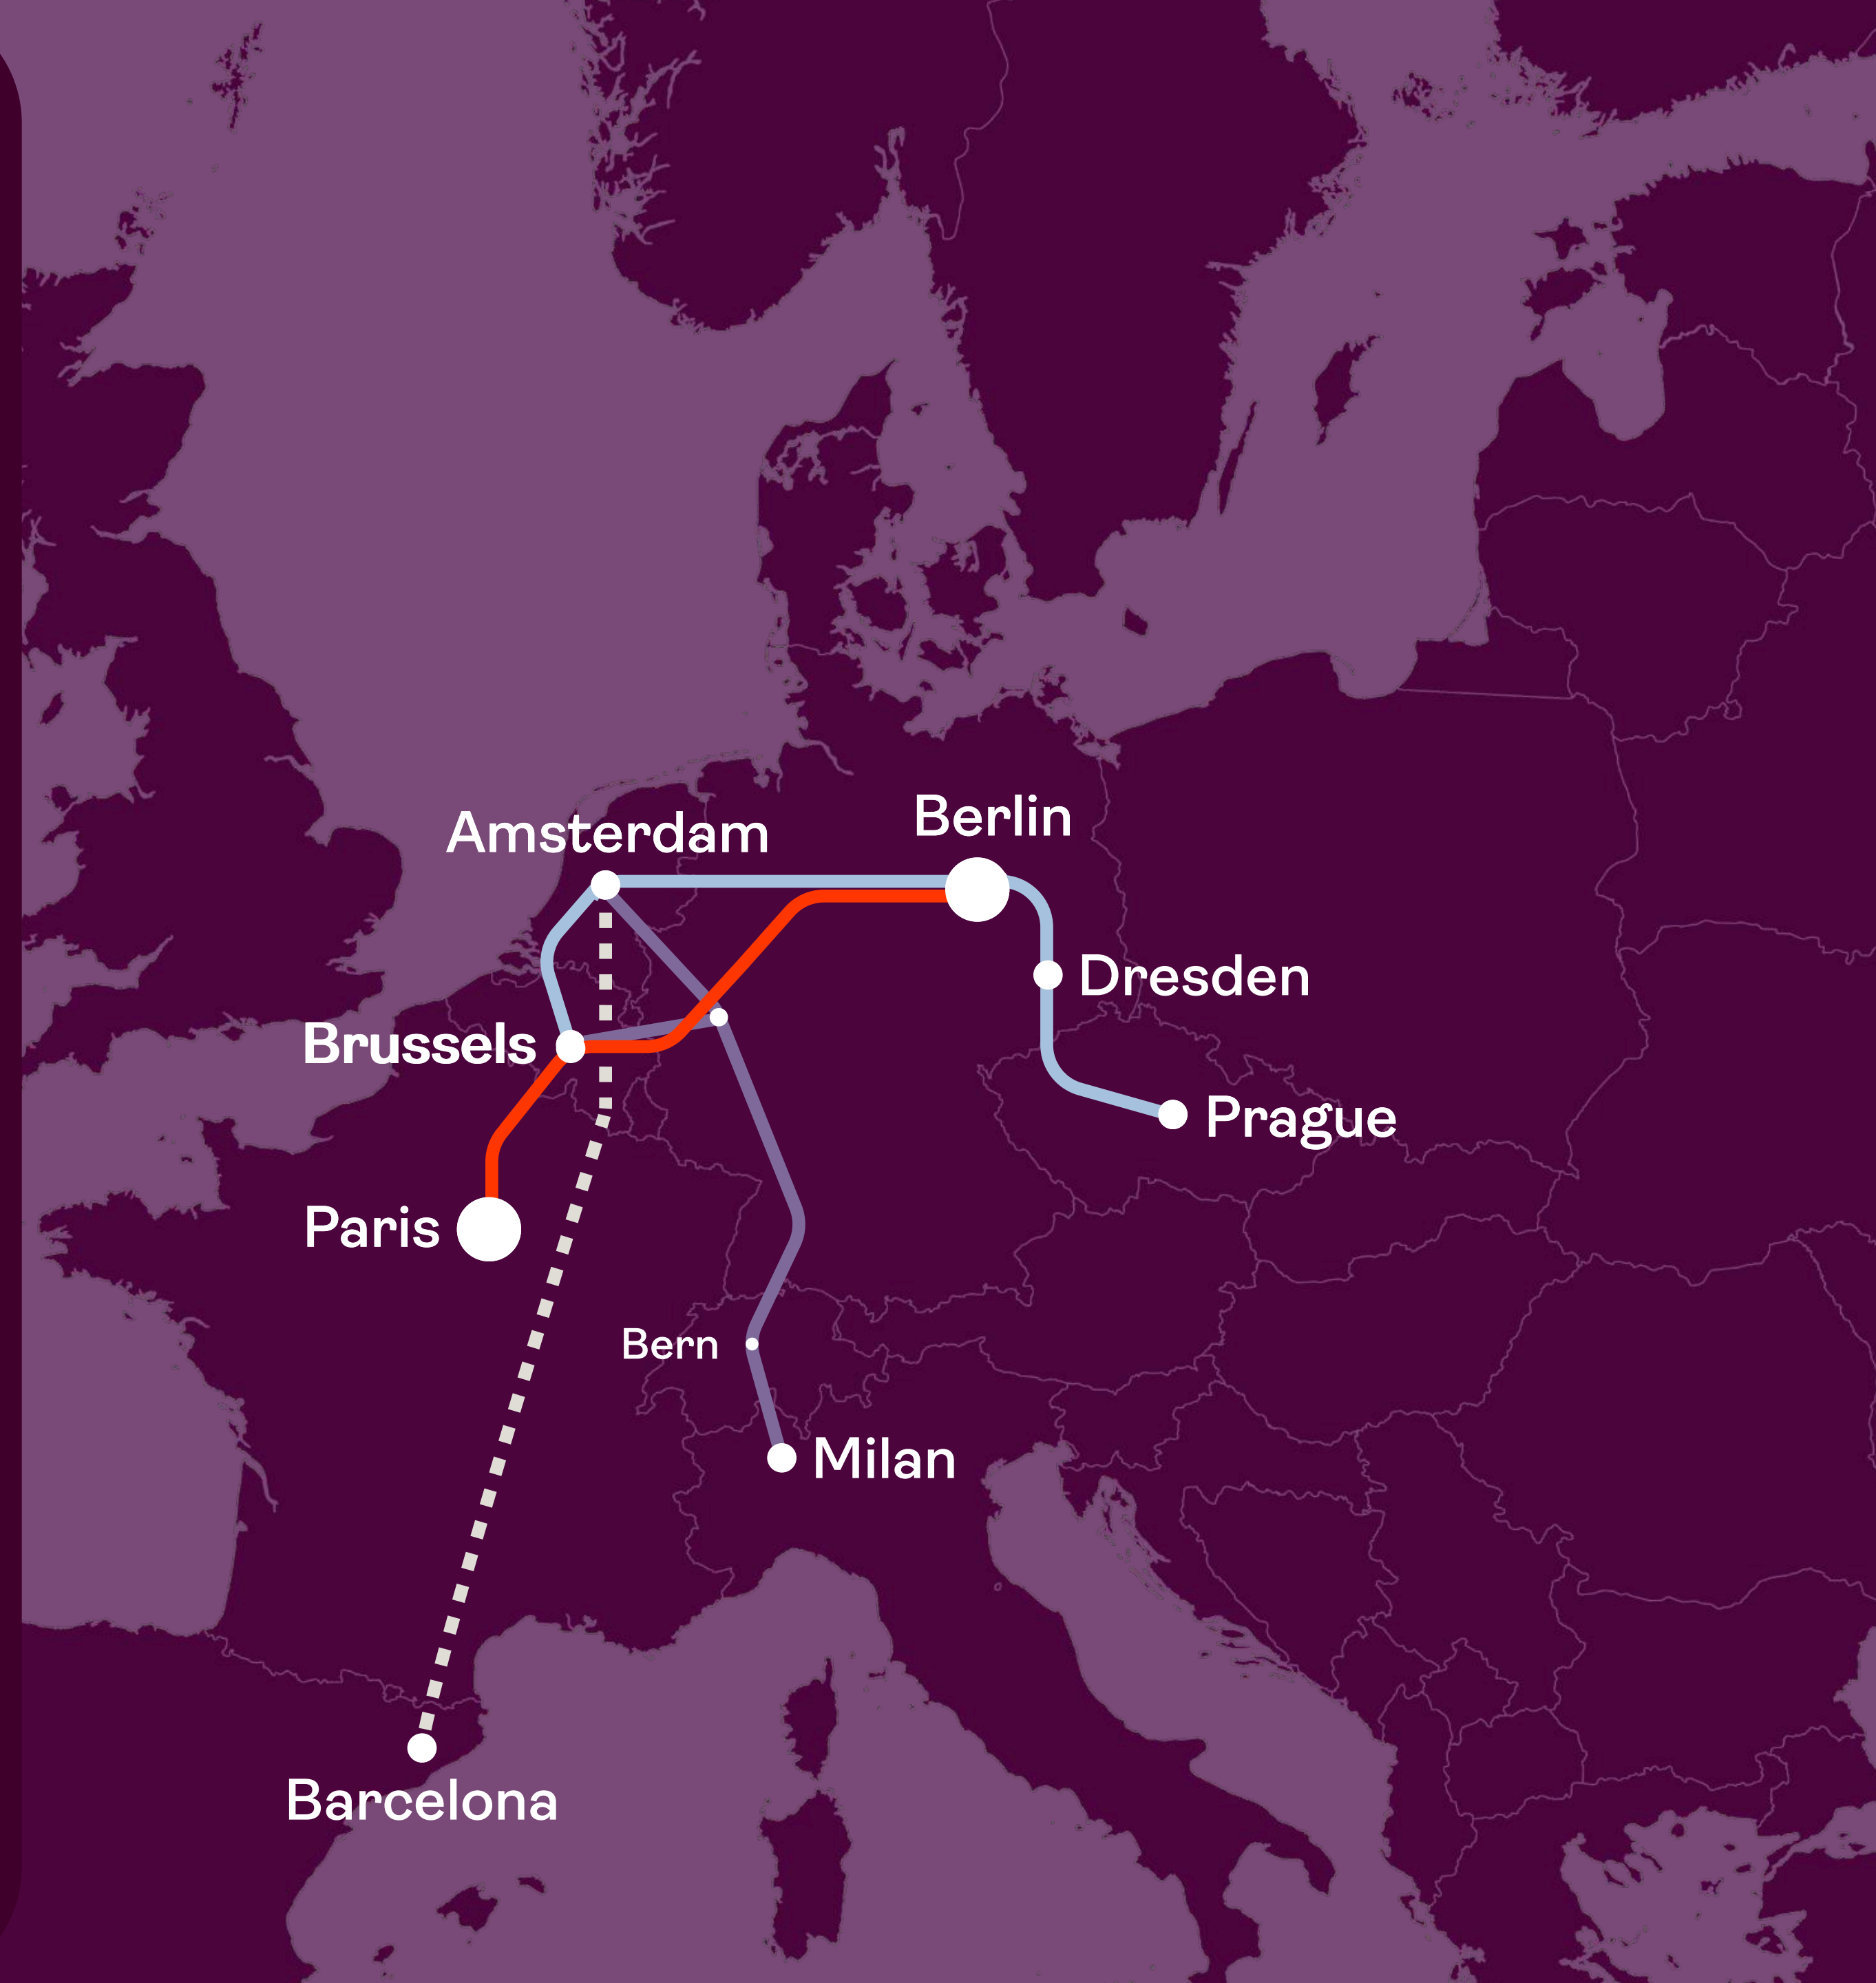 Berlin
Amsterdam
Dresden
Brussels
Prague
Paris
Bern
Milan
Barcelona